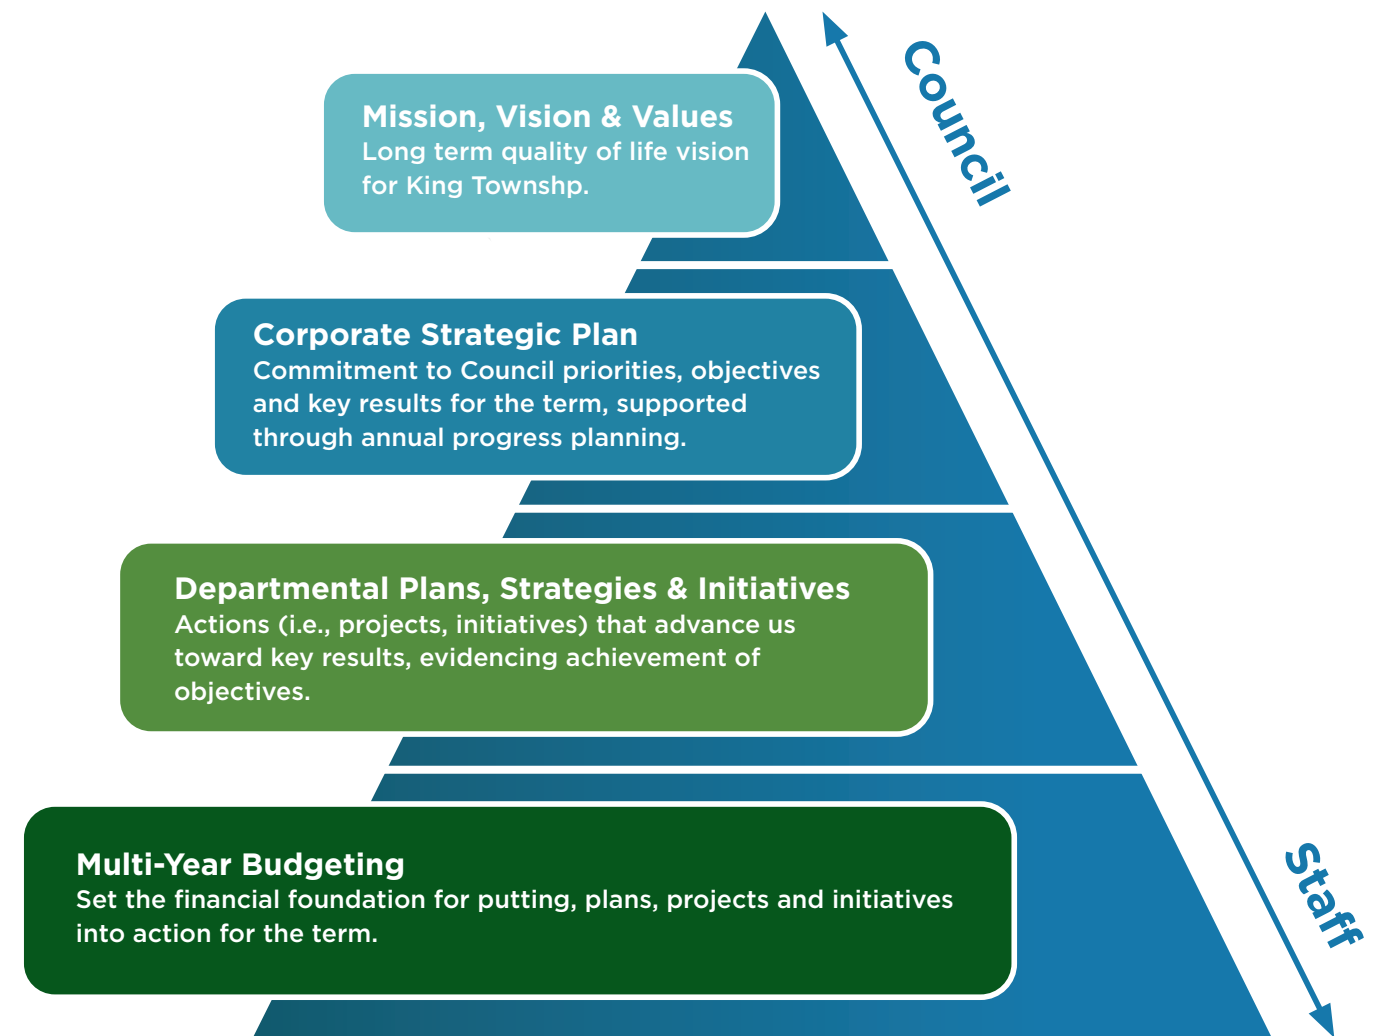 Mission, Vision & Values
Long term quality of life vision
for King Townshp.
Council
Corporate Strategic Plan
Commitment to Council priorities, objectives
and key results for the term, supported
through annual progress planning.
Departmental Plans, Strategies & Initiatives
Actions (i.e., projects, initiatives) that advance us
toward key results, evidencing achievement of
objectives.
Multi-Year Budgeting
Set the financial foundation for putting, plans, projects and initiatives
into action for the term.
Staff